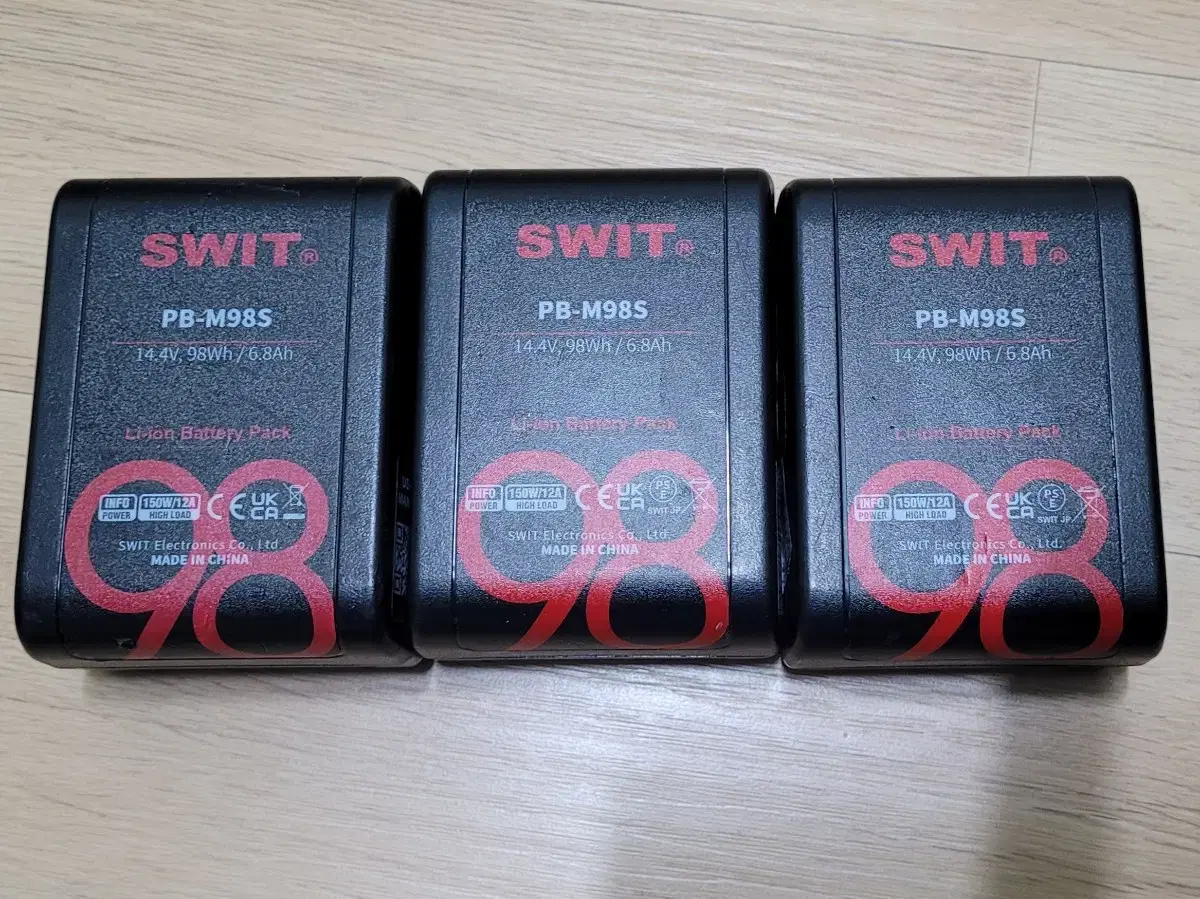 SWIT®
PB-M98S
14.4V, 98Wh / 6.8Ah
Li-ion Battery Pack
98
INFO POWER 150W/12A HIGH LOAD CE UK CA
SWIT Electronics Co., Ltd.
MADE IN CHINA
SWIT®
PB-M98S
14.4V, 98Wh / 6.8Ah
Li-ion Battery Pack
98
INFO POWER 150W/12A HIGH LOAD CE UK CA PS E SWIT JP
SWIT Electronics Co., Ltd.
MADE IN CHINA
SWIT®
PB-M98S
14.4V, 98Wh / 6.8Ah
Li-ion Battery Pack
98
INFO POWER 150W/12A HIGH LOAD CE UK CA PS E SWIT JP
SWIT Electronics Co., Ltd.
MADE IN CHINA